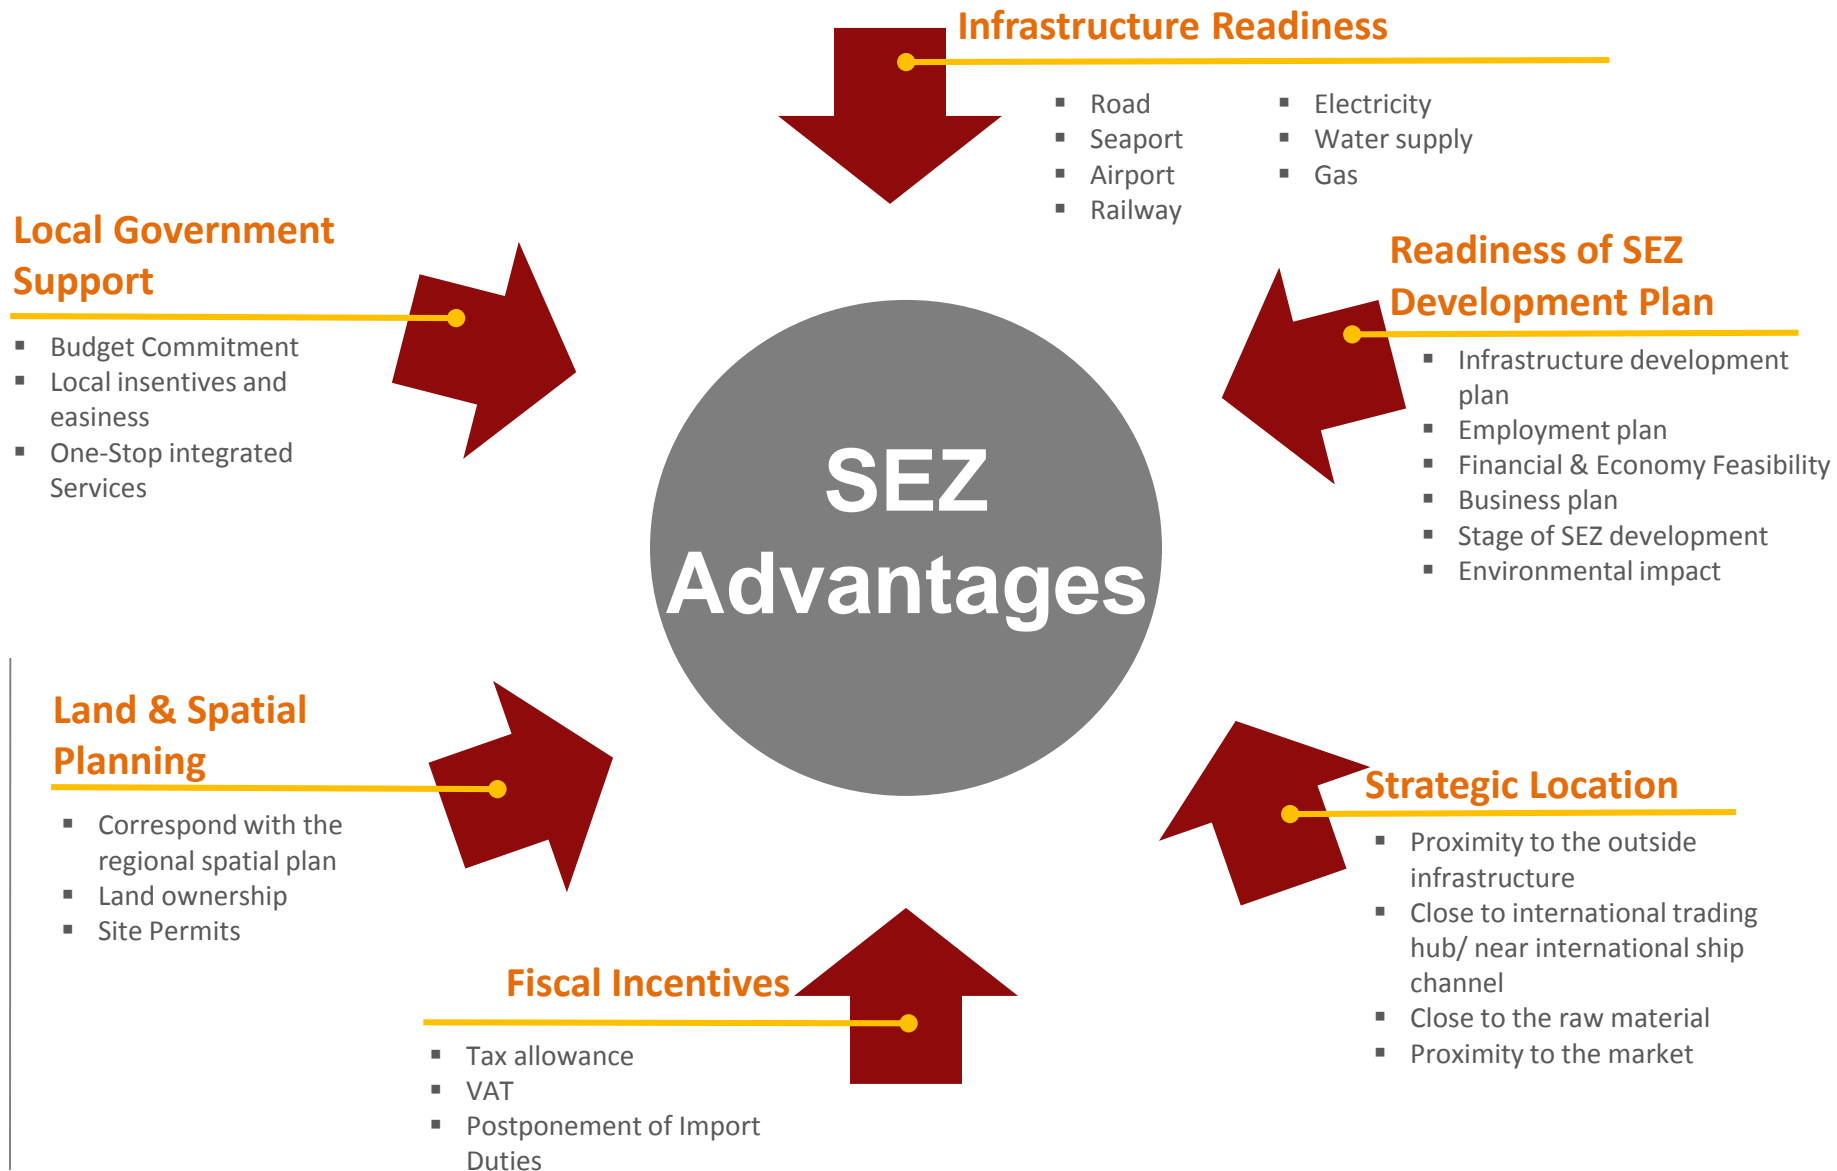 Infrastructure Readiness
▪ Road
▪ Seaport
▪ Airport
▪ Railway
▪ Electricity
▪ Water supply
▪ Gas
Local Government
Support
▪ Budget Commitment
▪ Local insentives and
easiness
▪ One-Stop integrated
Services
Readiness of SEZ
Development Plan
▪ Infrastructure development
plan
▪ Employment plan
▪ Financial & Economy Feasibility
▪ Business plan
▪ Stage of SEZ development
▪ Environmental impact
SEZ
Advantages
Land & Spatial
Planning
▪ Correspond with the
regional spatial plan
▪ Land ownership
▪ Site Permits
Strategic Location
▪ Proximity to the outside
infrastructure
▪ Close to international trading
hub/ near international ship
channel
▪ Close to the raw material
▪ Proximity to the market
Fiscal Incentives
▪ Tax allowance
▪ VAT
▪ Postponement of Import
Duties